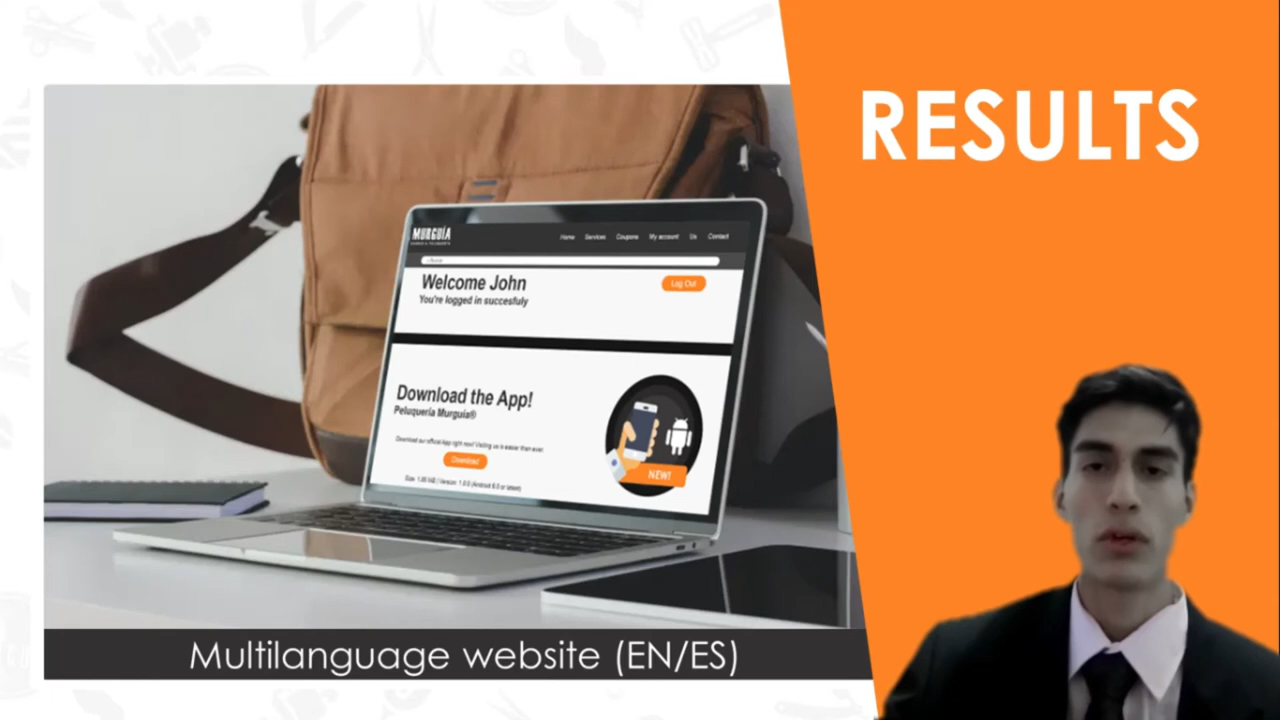 RESULTS
MURGUÍA
Home Services Coupons My account Us Contact
Welcome John
Log Out
You're logged in succesfuly
Download the App!
Peluquería Murguía®
Download our official App right now! Visiting us is easier than ever.
Download
NEW!
Multilanguage website (EN/ES)